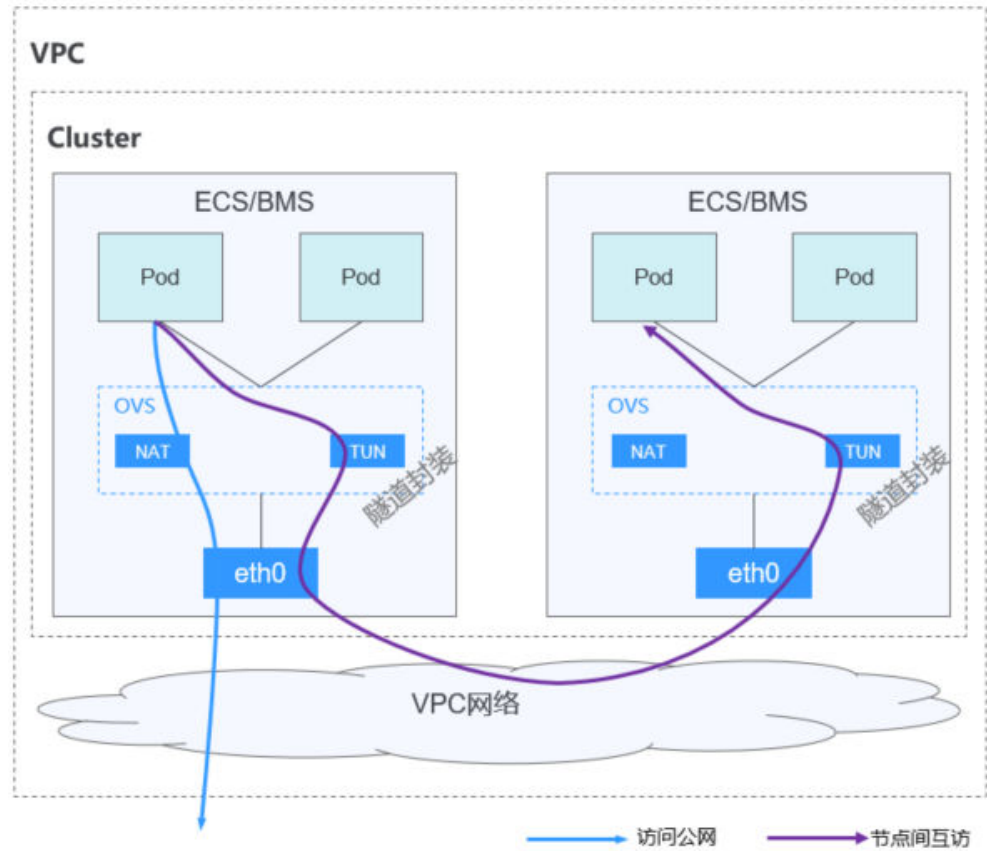 VPC
Cluster
ECS/BMS
Pod
Pod
OVS
NAT
TUN
隧道封装
eth0
ECS/BMS
Pod
Pod
OVS
NAT
TUN
隧道封装
eth0
VPC网络
访问公网
节点间互访